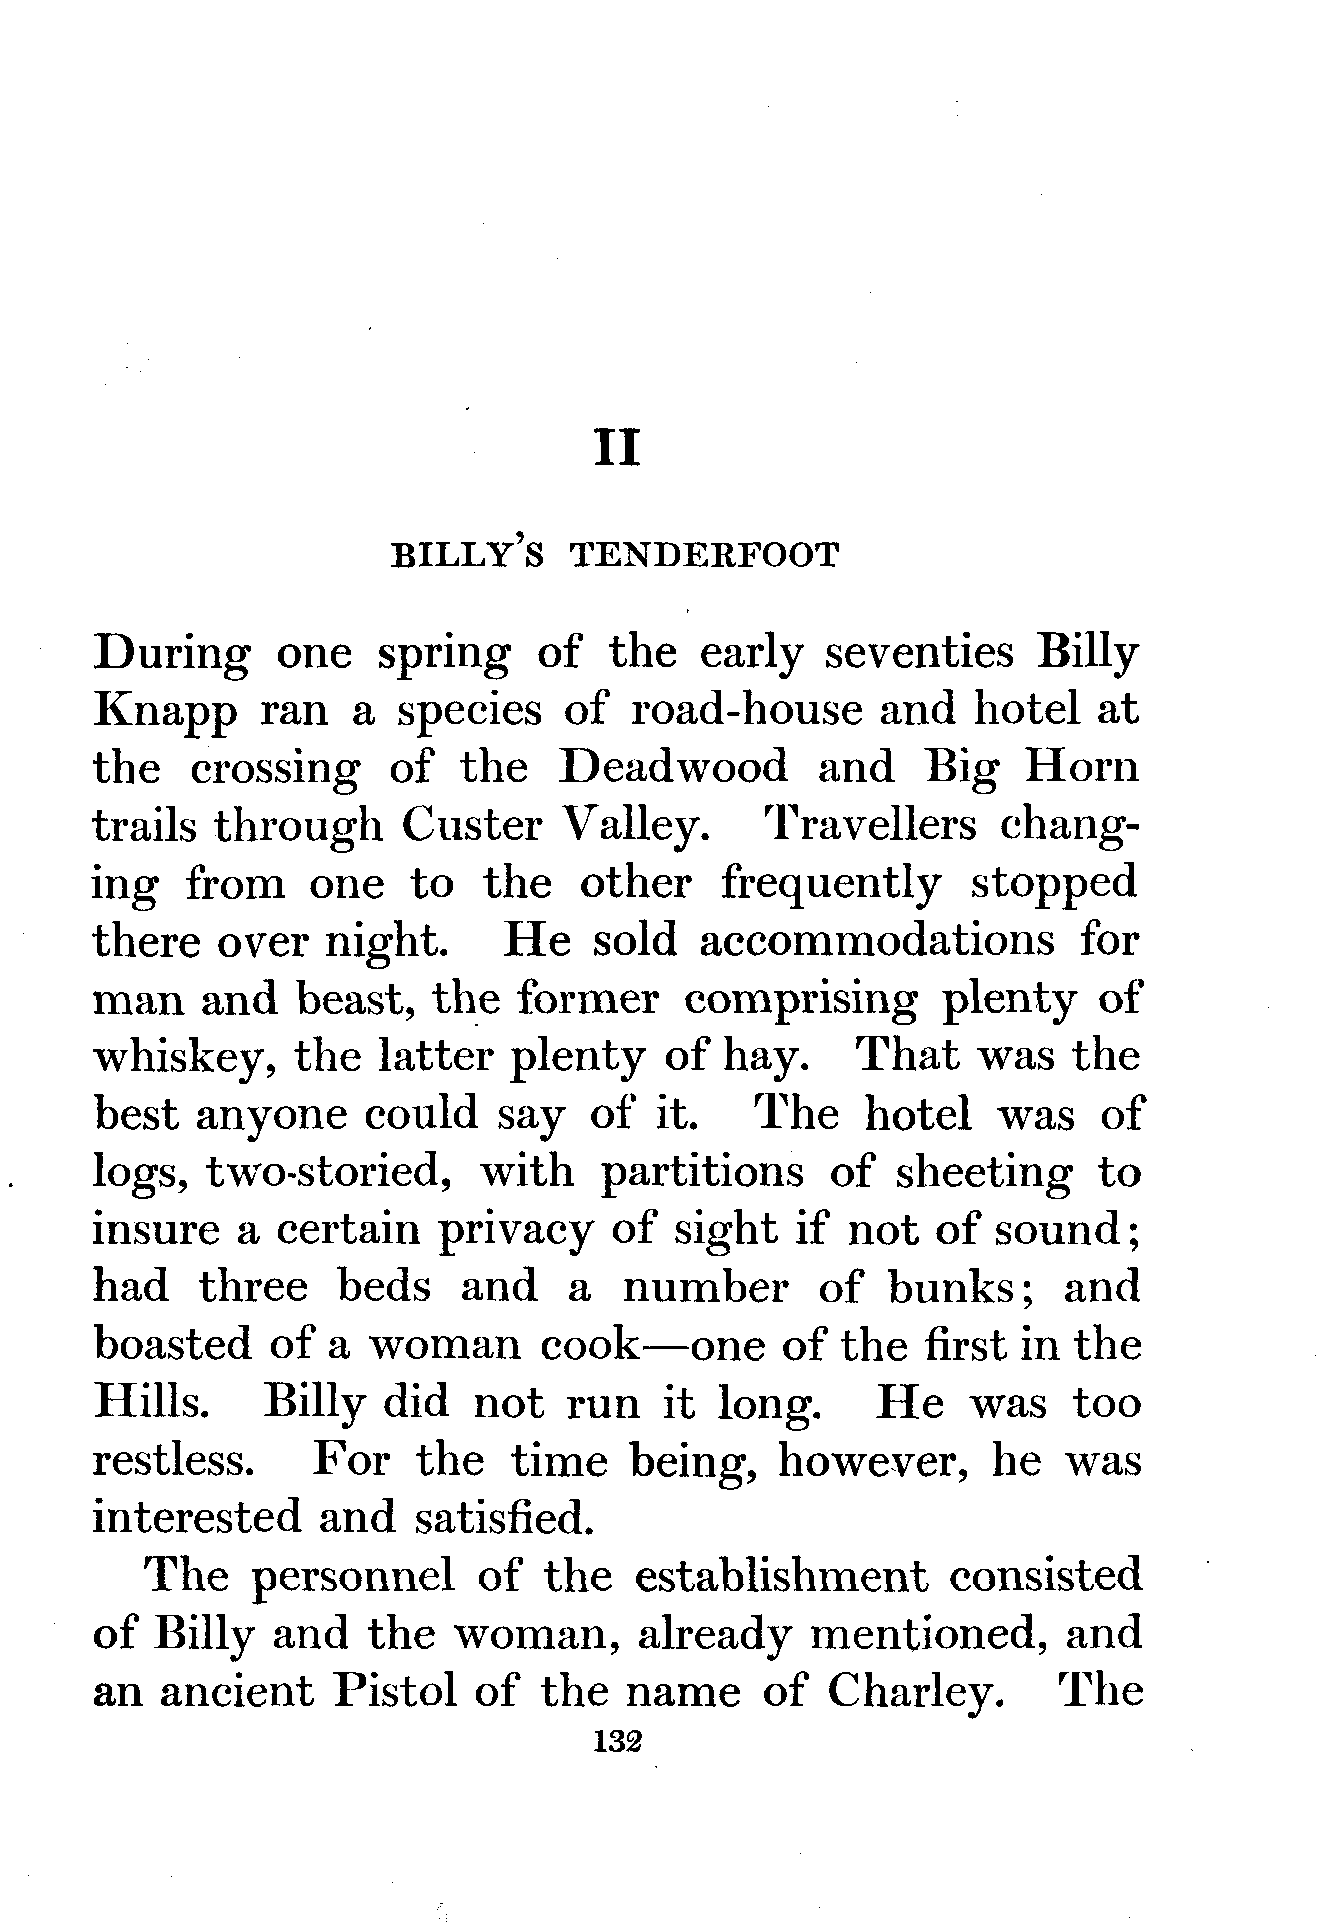 II
BILLY'S TENDERFOOT
During one spring of the early seventies Billy
Knapp ran a species of road-house and hotel at
the crossing of the Deadwood and Big Horn
trails through Custer Valley. Travellers chang-
ing from one to the other frequently stopped
there over night. He sold accommodations for
man and beast, the former comprising plenty of
whiskey, the latter plenty of hay. That was the
best anyone could say of it. The hotel was of
logs, two-storied, with partitions of sheeting to
insure a certain privacy of sight if not of sound;
had three beds and a number of bunks; and
boasted of a woman cook—one of the first in the
Hills. Billy did not run it long. He was too
restless. For the time being, however, he was
interested and satisfied.
The personnel of the establishment consisted
of Billy and the woman, already mentioned, and
an ancient Pistol of the name of Charley. The
132